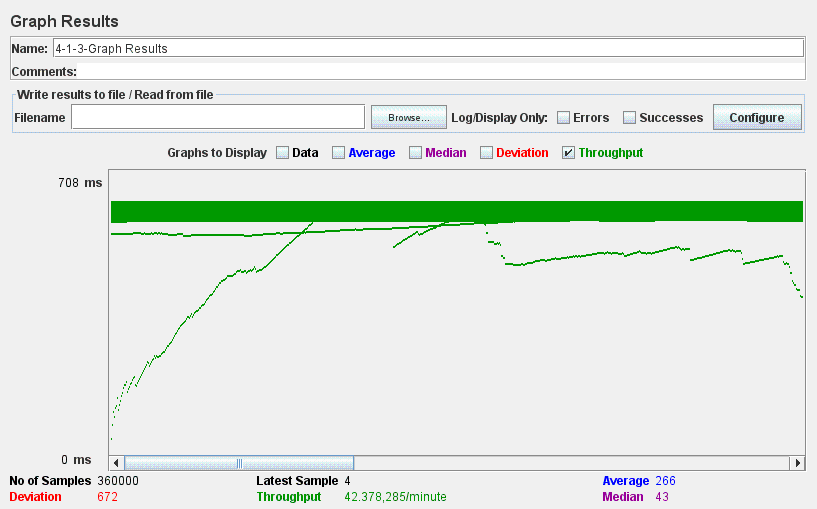 Graph Results
Name: 4-1-3-Graph Results
Comments:
Write results to file / Read from file
Filename Browse... Log/Display Only: Errors Successes Configure
Graphs to Display Data Average Median Deviation Throughput
708 ms
0 ms
No of Samples 360000 Latest Sample 4 Average 266
Deviation 672 Throughput 42.378,285/minute Median 43